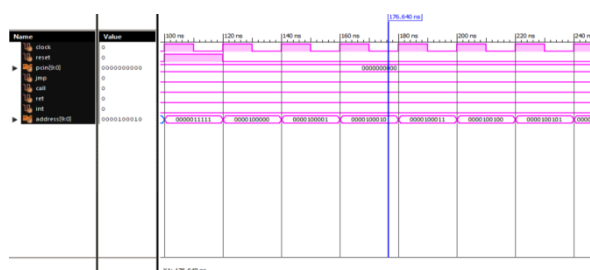 176.640 ns
Name Value 100 ns 120 ns 140 ns 160 ns 180 ns 200 ns 220 ns 240 n
clock 0
reset 0
pcin[9:0] 0000000000 0000000000
jmp 0
call 0
ret 0
int 0
address[9:0] 0000100010 0000011111 0000100000 0000100001 0000100010 0000100011 0000100100 0000100101